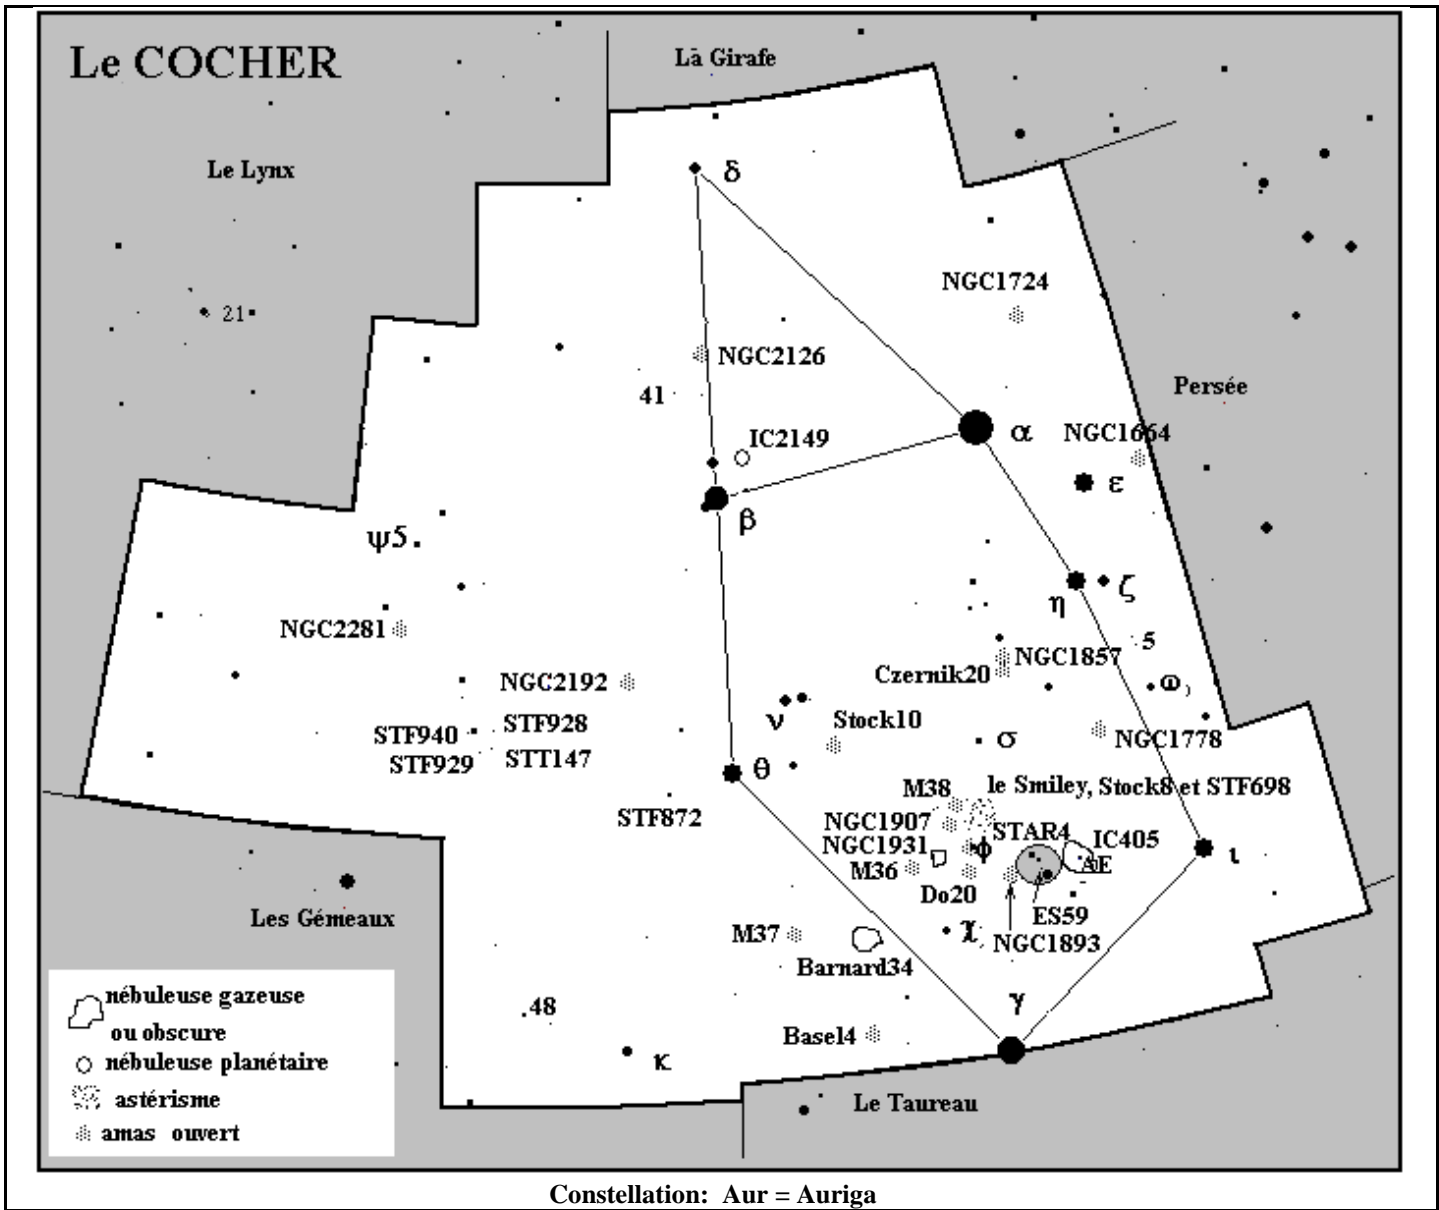 Le COCHER
Là Girafe
Le Lynx
δ
NGC1724
21
NGC2126
Persée
41
α
NGC1664
IC2149
ε
β
ψ5
ζ
η
NGC2281
5
NGC1857
Czernik20
NGC2192
ω
ν
Stock10
STF928
STF940
σ
NGC1778
STT147
STF929
θ
M38
le Smiley, Stock8 et STF698
STF872
NGC1907
STAR4
IC405
NGC1931
ϕ
ι
M36
AE
Do20
Les Gémeaux
ES59
M37
χ
NGC1893
Barnard34
γ
nébuleuse gazeuse
ou obscure
.48
Basel4
nébuleuse planétaire
κ
astérisme
Le Taureau
amas ouvert
Constellation: Aur = Auriga